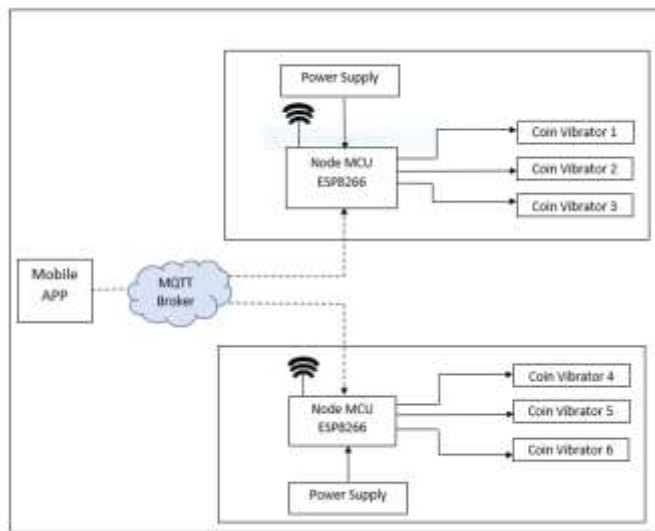 Power Supply
Node MCU
ESP8266
Coin Vibrator 1
Coin Vibrator 2
Coin Vibrator 3
Mobile
APP
MQTT
Broker
Node MCU
ESP8266
Coin Vibrator 4
Coin Vibrator 5
Coin Vibrator 6
Power Supply